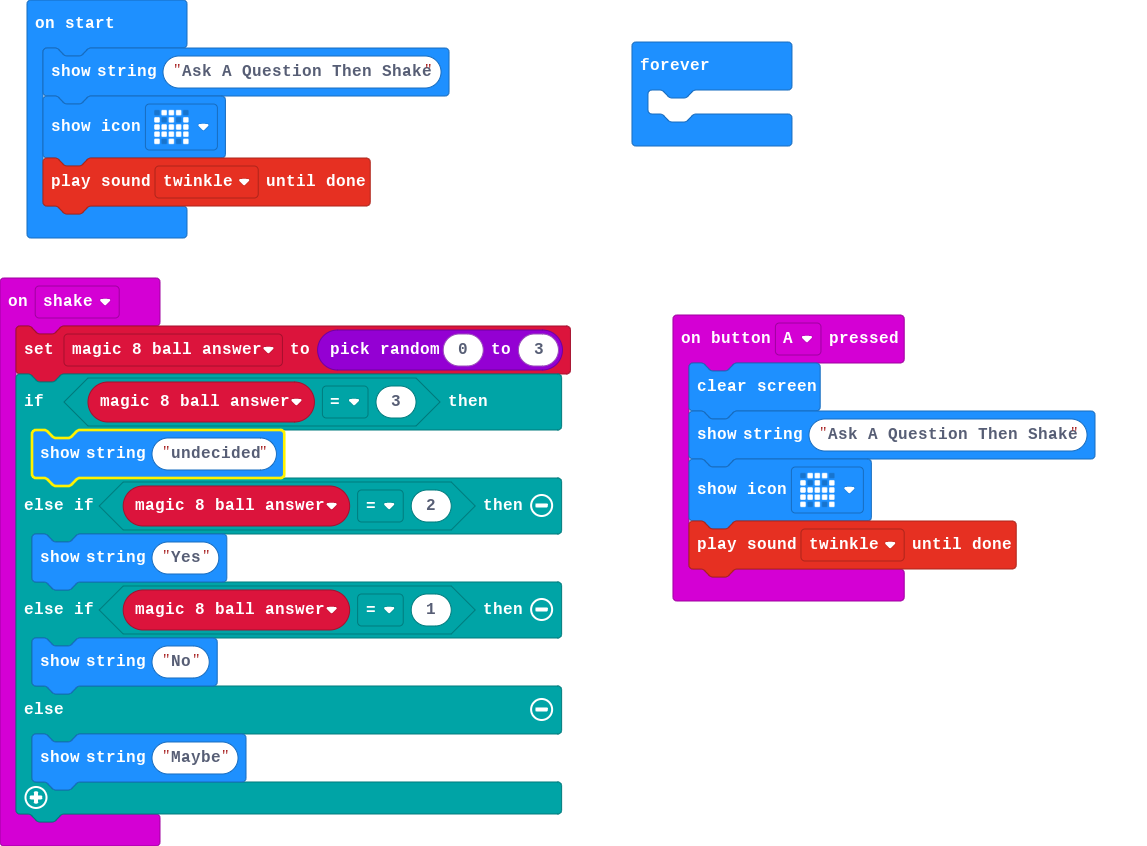 on start
show string "Ask A Question Then Shake"
show icon
play sound twinkle until done
forever
on shake
set magic 8 ball answer to pick random 0 to 3
if magic 8 ball answer = 3 then
show string "undecided"
else if magic 8 ball answer = 2 then
show string "Yes"
else if magic 8 ball answer = 1 then
show string "No"
else
show string "Maybe"
on button A pressed
clear screen
show string "Ask A Question Then Shake"
show icon
play sound twinkle until done